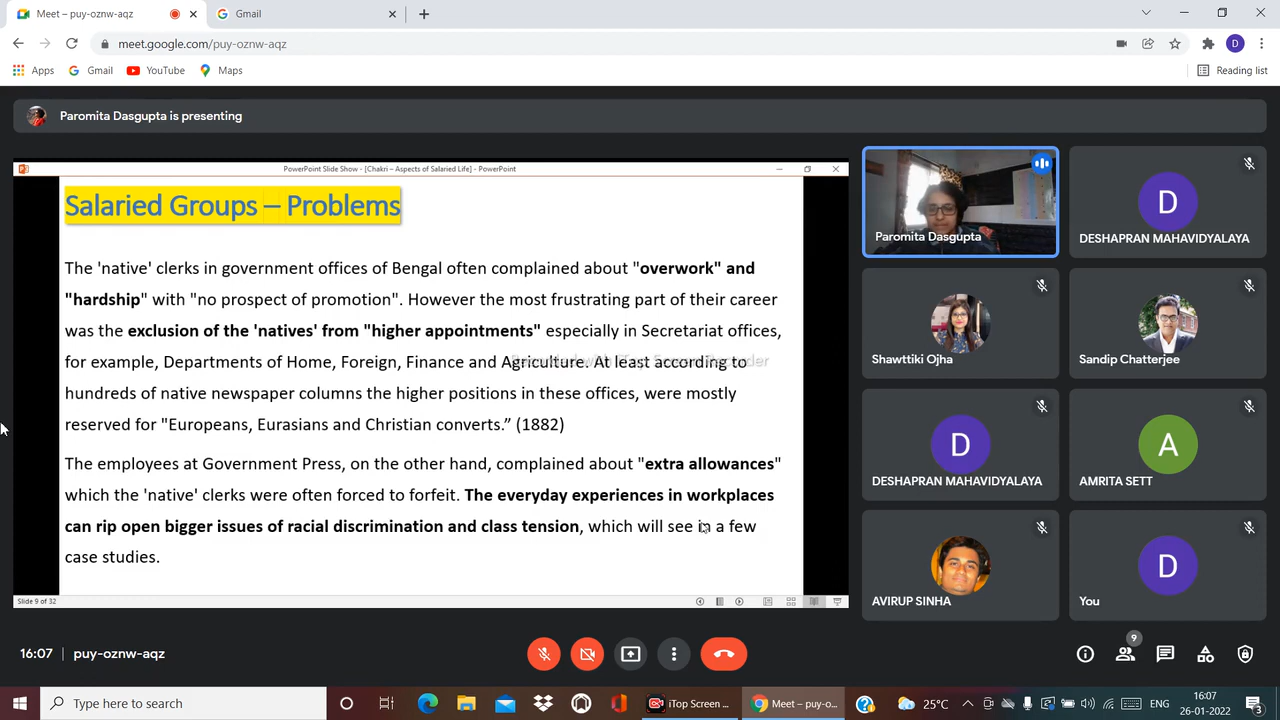 Meet – puy-oznw-aqz
Gmail
meet.google.com/puy-oznw-aqz
Apps
Gmail
YouTube
Maps
Reading list
Paromita Dasgupta is presenting
PowerPoint Slide Show - [Chakri – Aspects of Salaried Life] - PowerPoint
Salaried Groups – Problems
The 'native' clerks in government offices of Bengal often complained about "overwork" and
"hardship" with "no prospect of promotion". However the most frustrating part of their career
was the exclusion of the 'natives' from "higher appointments" especially in Secretariat offices,
for example, Departments of Home, Foreign, Finance and Agriculture. At least according to
hundreds of native newspaper columns the higher positions in these offices, were mostly
reserved for "Europeans, Eurasians and Christian converts.” (1882)
The employees at Government Press, on the other hand, complained about "extra allowances"
which the 'native' clerks were often forced to forfeit. The everyday experiences in workplaces
can rip open bigger issues of racial discrimination and class tension, which will see in a few
case studies.
Recorded with iTop Screen Recorder
Slide 9 of 32
Paromita Dasgupta
D
DESHAPRAN MAHAVIDYALAYA
Shawttiki Ojha
Sandip Chatterjee
D
DESHAPRAN MAHAVIDYALAYA
A
AMRITA SETT
AVIRUP SINHA
D
You
16:07 | puy-oznw-aqz
9
Type here to search
iTop Screen ...
Meet – puy-o...
25°C
ENG
16:07
26-01-2022
3